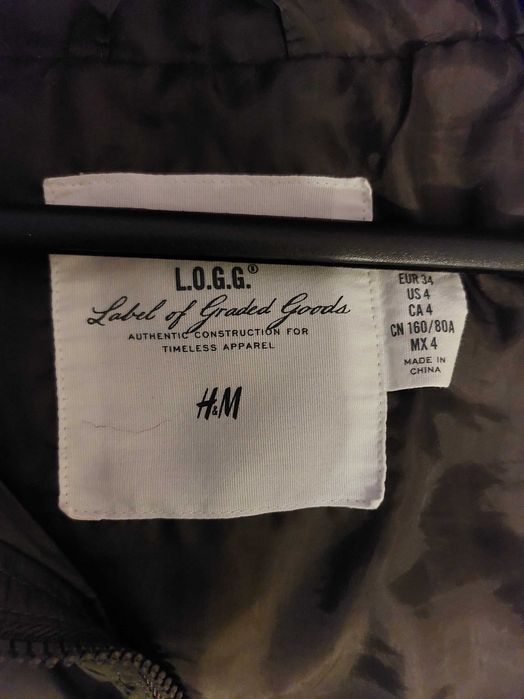 L.O.G.G.®
Label of Graded Goods
AUTHENTIC CONSTRUCTION FOR
TIMELESS APPAREL
H&M
EUR 34
US 4
CA 4
CN 160/80A
MX 4
MADE IN
CHINA